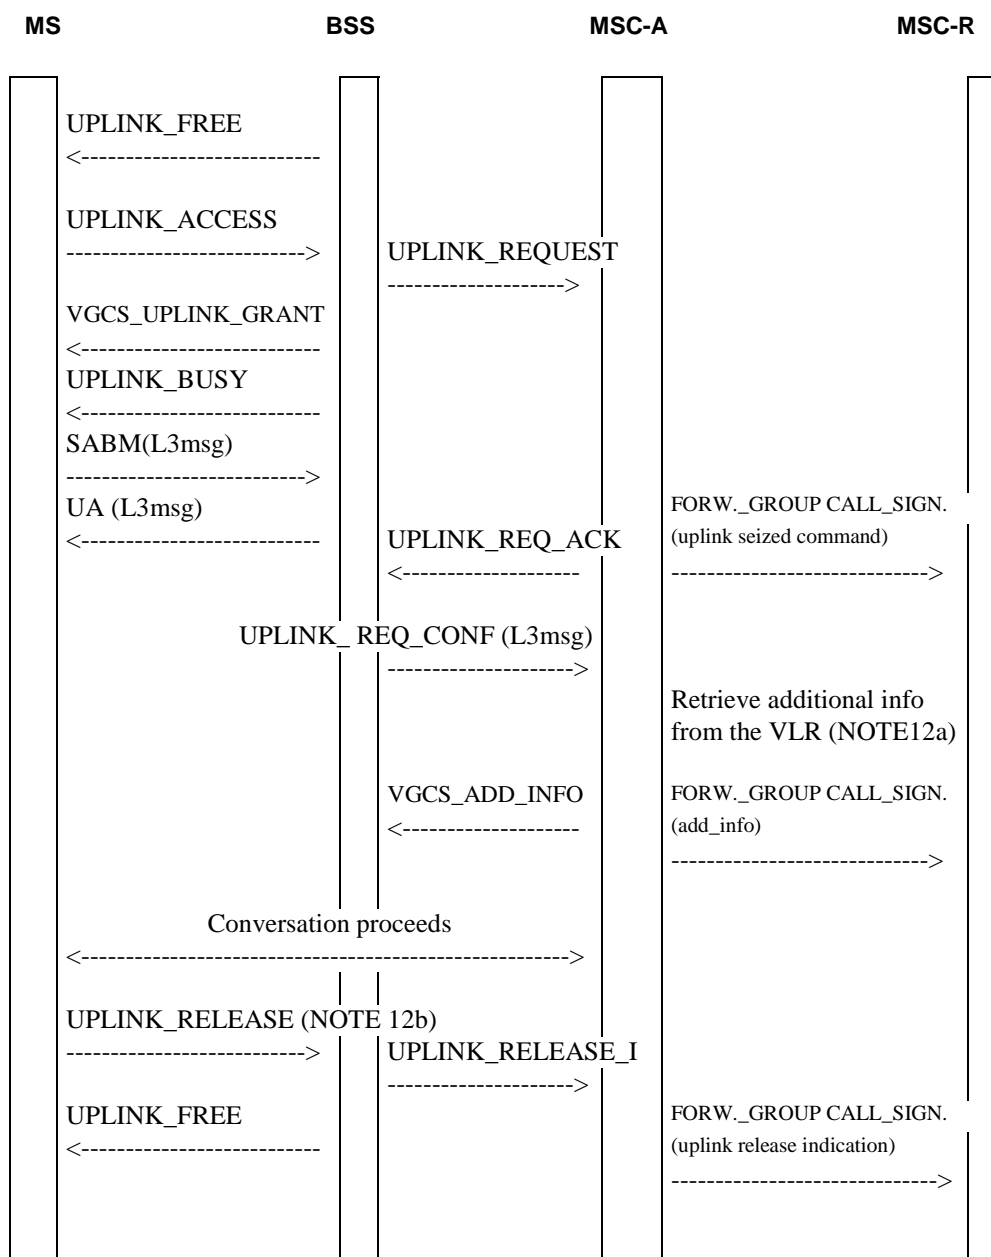 MS BSS MSC-A MSC-R
UPLINK_FREE
<---------------------------
UPLINK_ACCESS
---------------------------> UPLINK_REQUEST
-------------------->
VGCS_UPLINK_GRANT
<---------------------------
UPLINK_BUSY
<---------------------------
SABM(L3msg)
--------------------------->
UA (L3msg) FORW._GROUP CALL_SIGN.
<--------------------------- UPLINK_REQ_ACK (uplink seized command)
<-------------------- ----------------------------->
UPLINK_ REQ_CONF (L3msg)
--------------------->
Retrieve additional info
from the VLR (NOTE12a)
VGCS_ADD_INFO FORW._GROUP CALL_SIGN.
<-------------------- (add_info)
----------------------------->
Conversation proceeds
<------------------------------------------------------->
UPLINK_RELEASE (NOTE 12b)
---------------------------> UPLINK_RELEASE_I
--------------------->
UPLINK_FREE FORW._GROUP CALL_SIGN.
<--------------------------- (uplink release indication)
------------------------------>